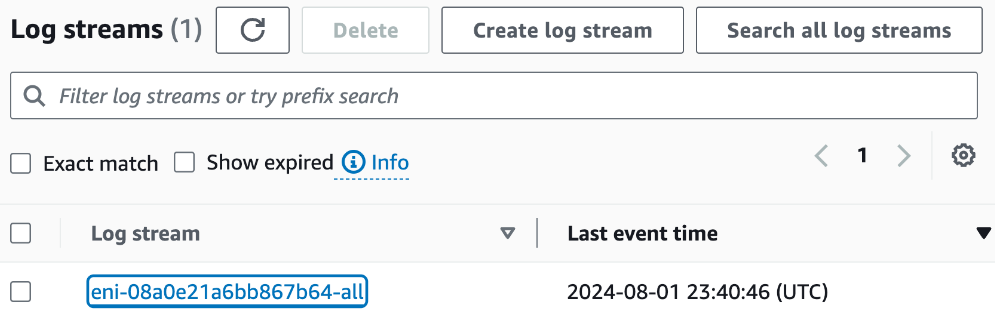 Log streams (1) Delete Create log stream Search all log streams
Filter log streams or try prefix search
Exact match Show expired Info 1
Log stream Last event time
eni-08a0e21a6bb867b64-all 2024-08-01 23:40:46 (UTC)